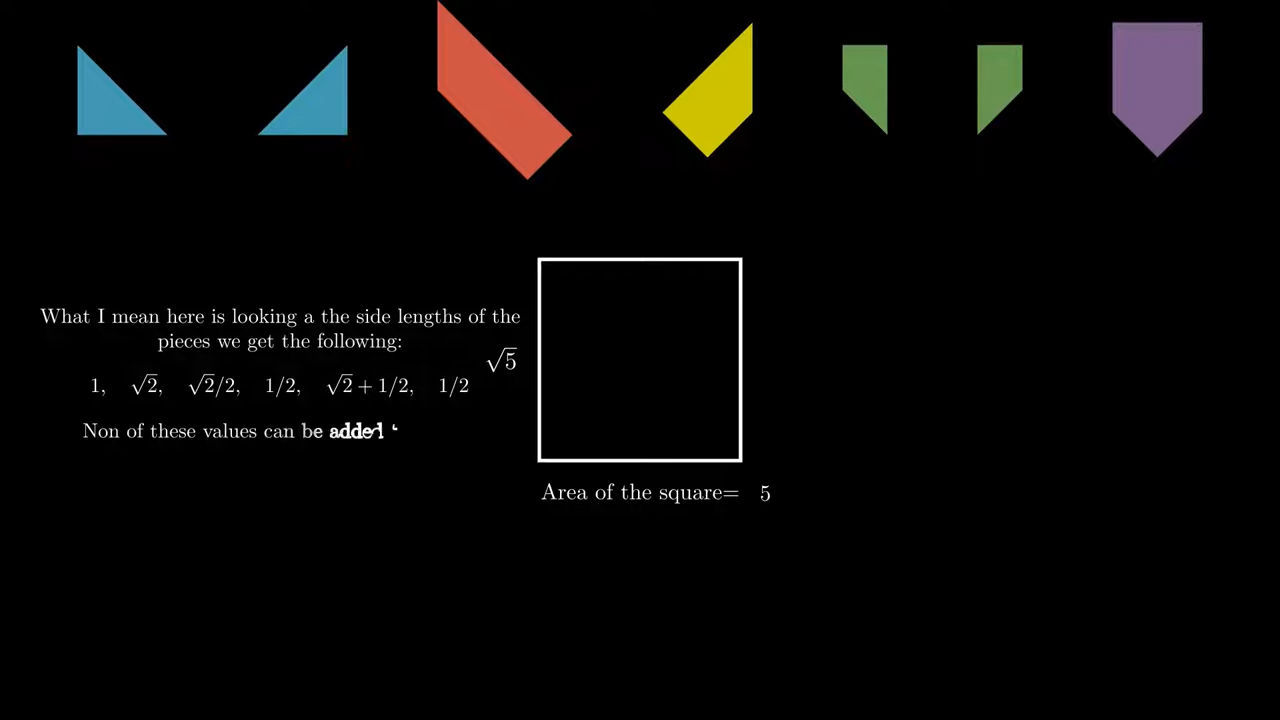 What I mean here is looking a the side lengths of the
pieces we get the following:
√5
1, √2, √2/2, 1/2, √2 + 1/2, 1/2
Non of these values can be added
Area of the square= 5